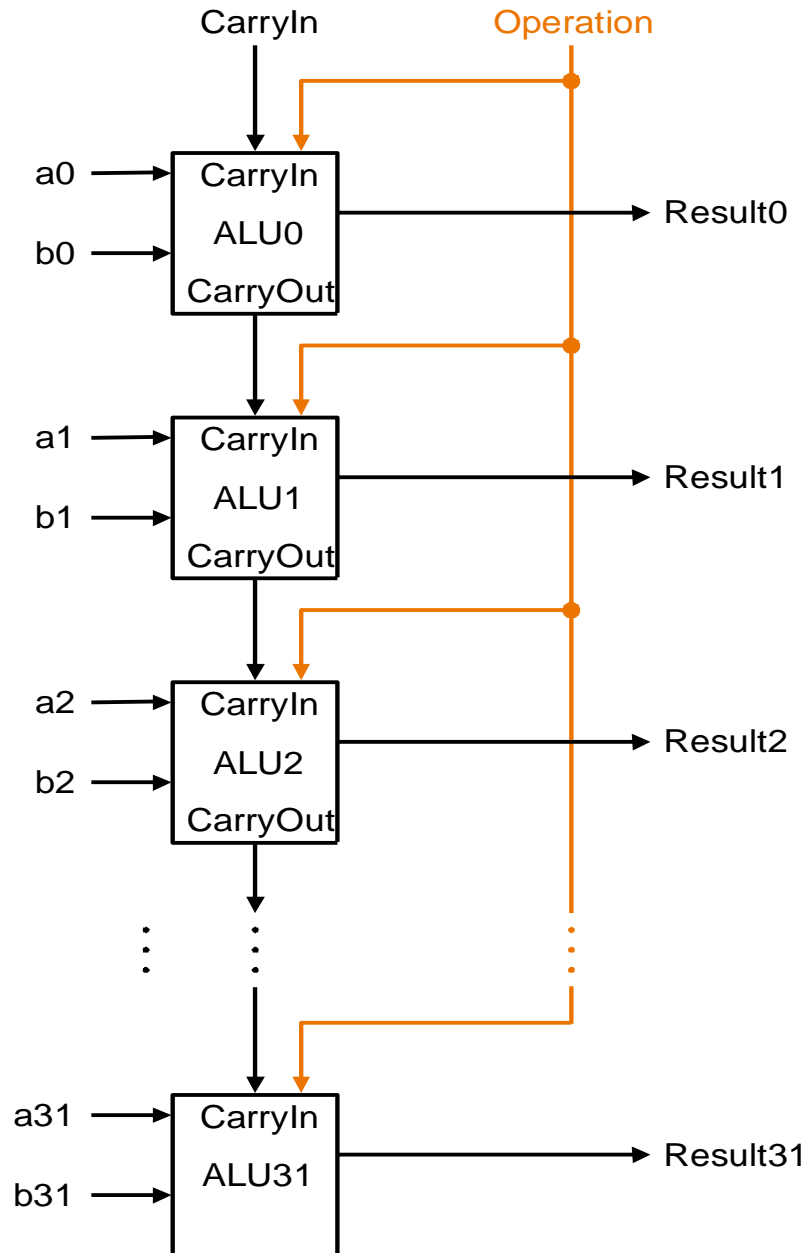 CarryIn
Operation
a0
CarryIn
b0
ALU0
Result0
CarryOut
a1
CarryIn
b1
ALU1
Result1
CarryOut
a2
CarryIn
b2
ALU2
Result2
CarryOut
a31
CarryIn
b31
ALU31
Result31